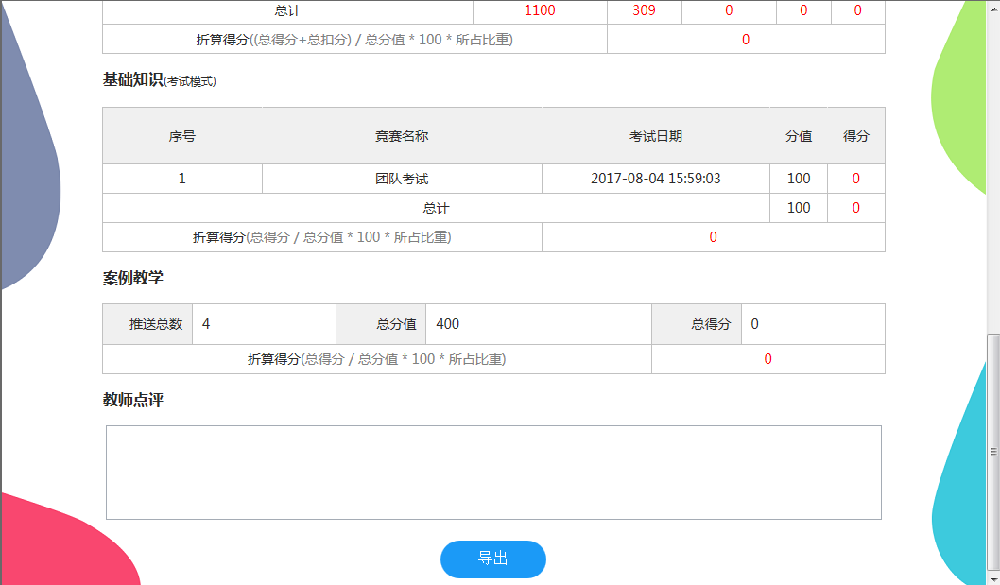 总计 1100 309 0 0 0
折算得分((总得分+总扣分) / 总分值 * 100 * 所占比重) 0
基础知识(考试模式)
序号 竞赛名称 考试日期 分值 得分
1 团队考试 2017-08-04 15:59:03 100 0
总计 100 0
折算得分(总得分 / 总分值 * 100 * 所占比重) 0
案例教学
推送总数 4 总分值 400 总得分 0
折算得分(总得分 / 总分值 * 100 * 所占比重) 0
教师点评
导出